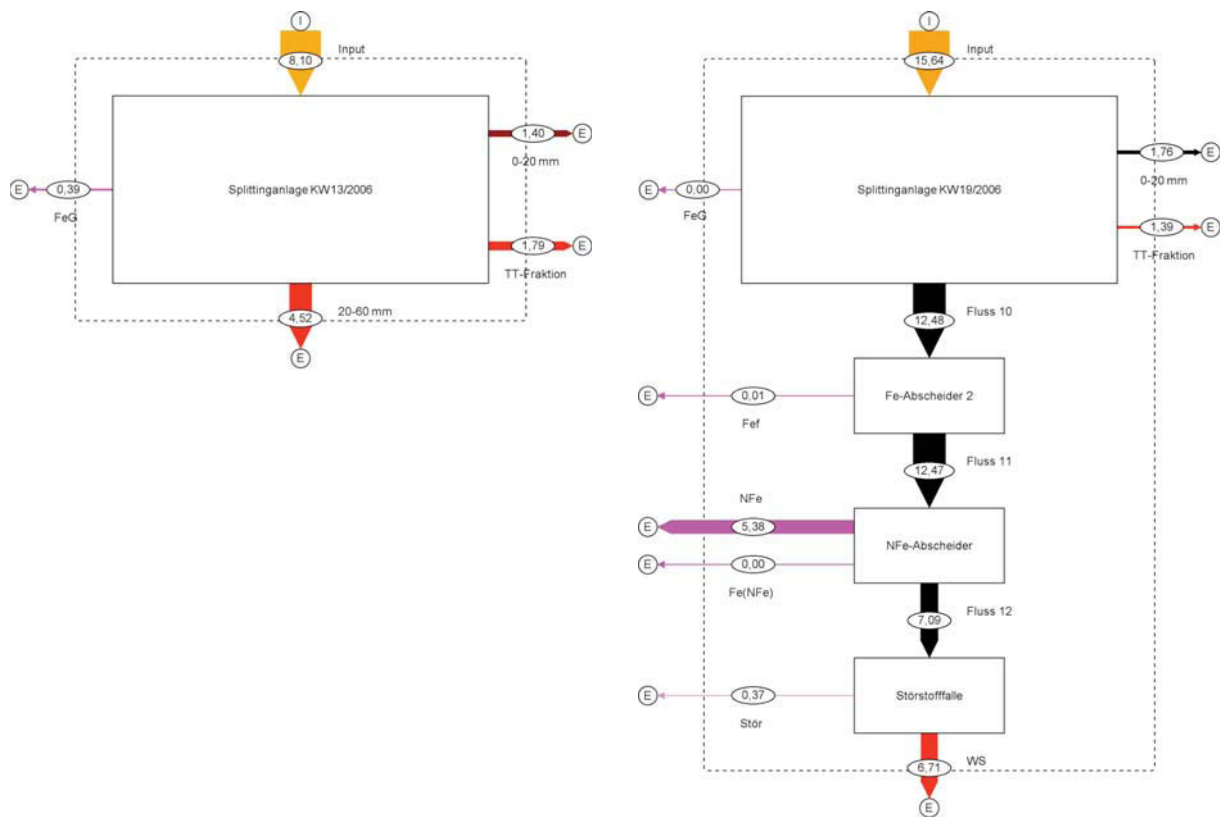 I
Input
8,10
1,40
E
0-20 mm
Splittinganlage KW13/2006
E
0,39
FeG
1,79
E
TT-Fraktion
20-60 mm
4,52
E
I
Input
15,64
1,76
E
0-20 mm
Splittinganlage KW19/2006
E
0,00
FeG
1,39
E
TT-Fraktion
Fluss 10
12,48
Fe-Abscheider 2
E
0,01
Fef
Fluss 11
12,47
NFe
E
5,38
NFe-Abscheider
E
0,00
Fe(NFe)
Fluss 12
7,09
Störstofffalle
E
0,37
Stör
WS
6,71
E